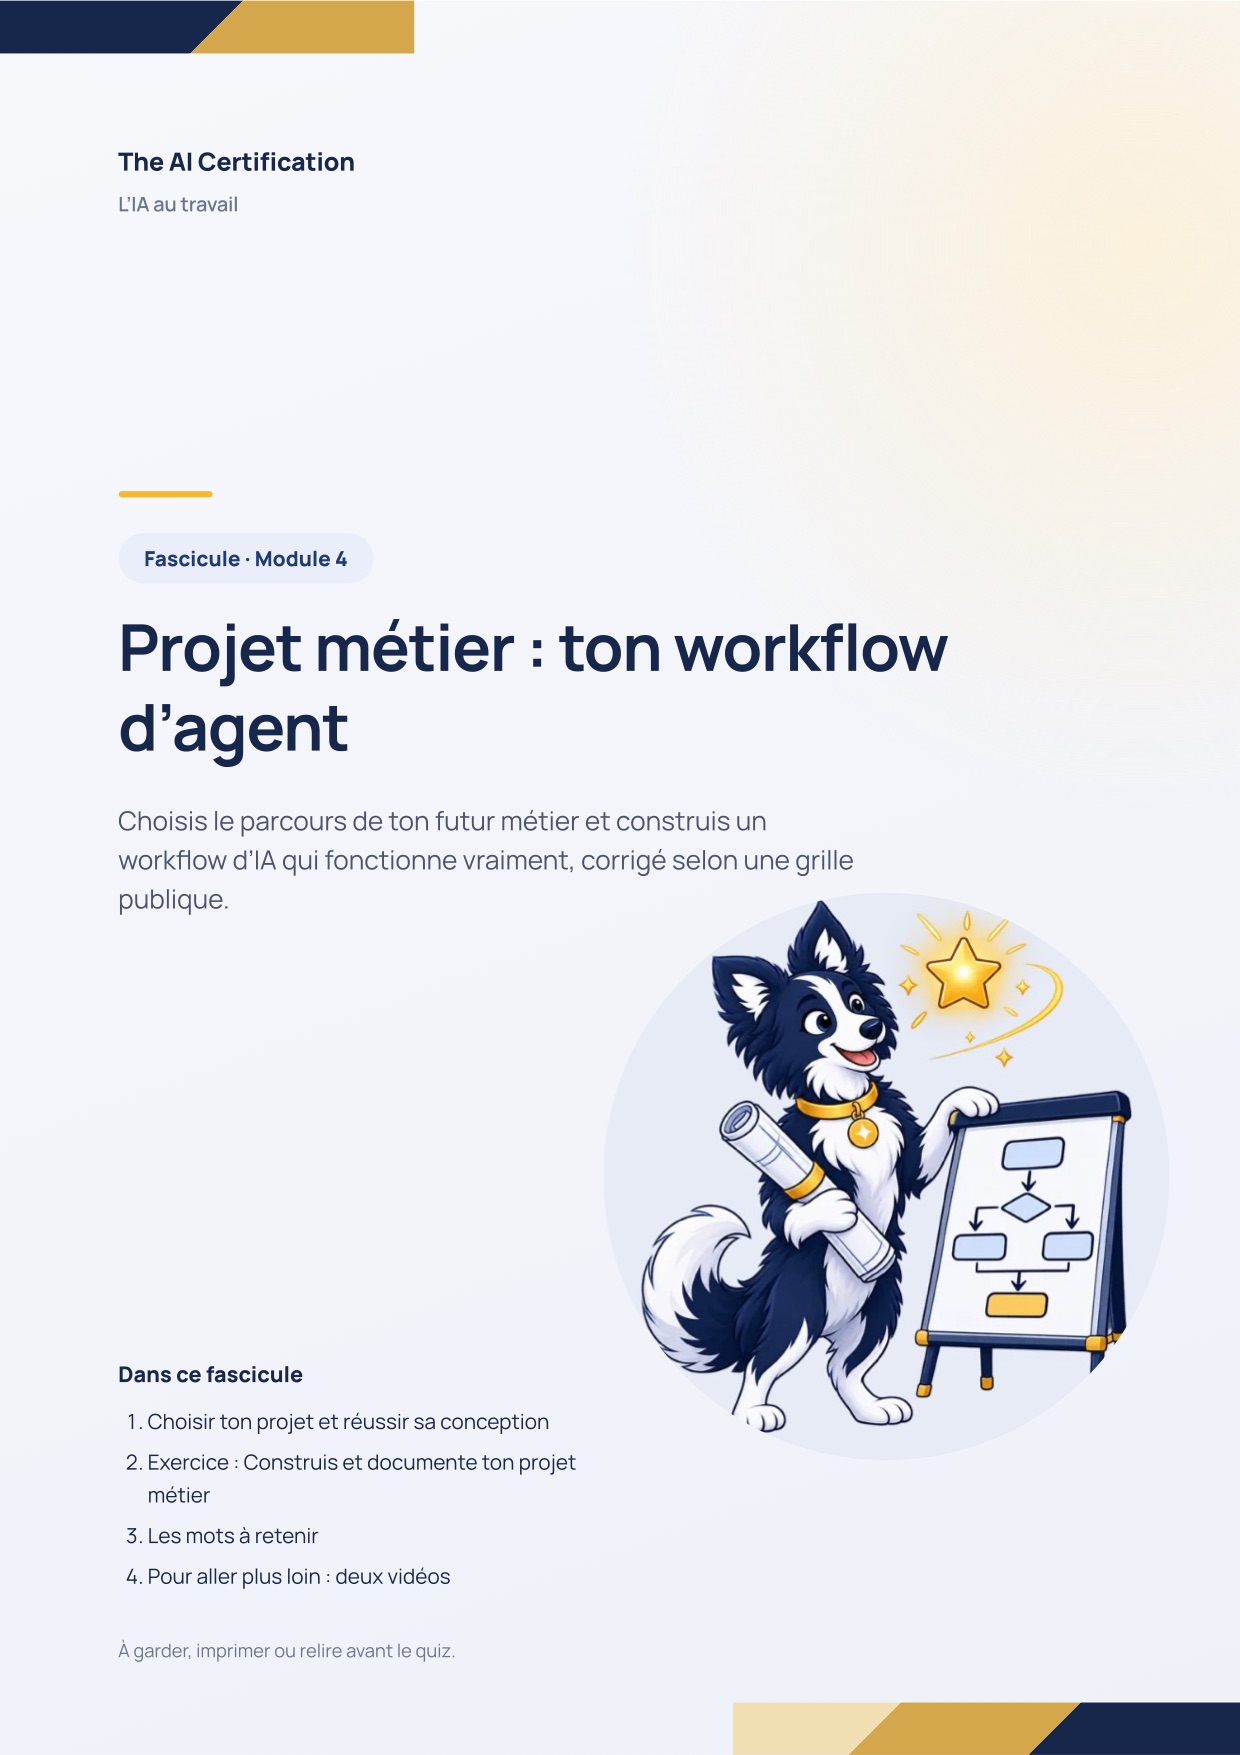 The AI Certification
L’IA au travail
Fascicule · Module 4
Projet métier : ton workflow
d’agent
Choisis le parcours de ton futur métier et construis un
workflow d’IA qui fonctionne vraiment, corrigé selon une grille
publique.
Dans ce fascicule
1. Choisir ton projet et réussir sa conception
2. Exercice : Construis et documente ton projet
métier
3. Les mots à retenir
4. Pour aller plus loin : deux vidéos
À garder, imprimer ou relire avant le quiz.